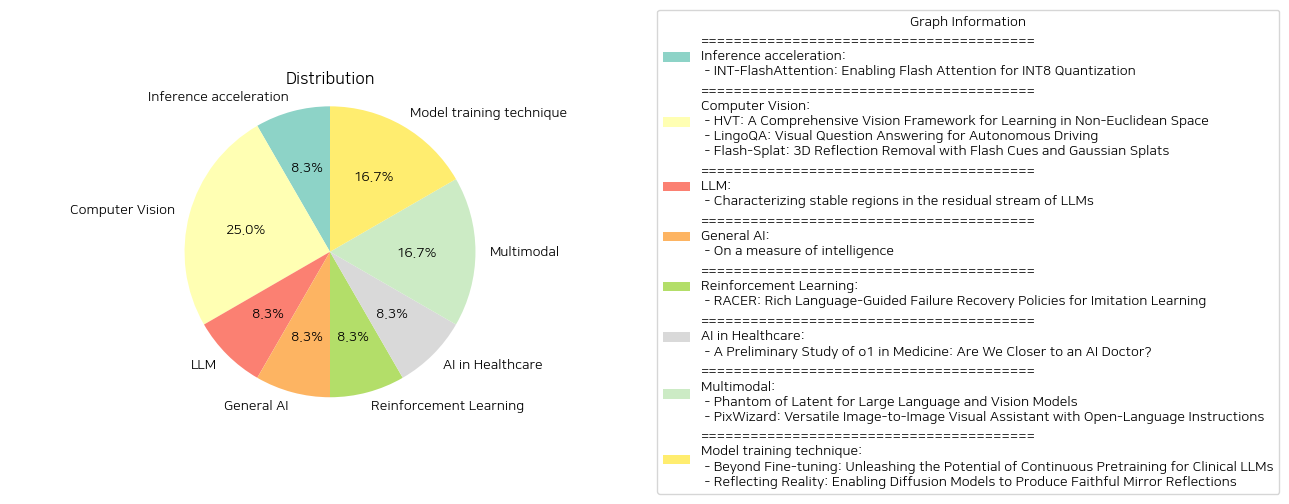 Distribution
Inference acceleration
Model training technique
8.3%
16.7%
Computer Vision
25.0%
Multimodal
16.7%
8.3%
8.3%
8.3%
8.3%
LLM
AI in Healthcare
General AI
Reinforcement Learning
Graph Information
========================================
Inference acceleration:
- INT-FlashAttention: Enabling Flash Attention for INT8 Quantization
========================================
Computer Vision:
- HVT: A Comprehensive Vision Framework for Learning in Non-Euclidean Space
- LingoQA: Visual Question Answering for Autonomous Driving
- Flash-Splat: 3D Reflection Removal with Flash Cues and Gaussian Splats
========================================
LLM:
- Characterizing stable regions in the residual stream of LLMs
========================================
General AI:
- On a measure of intelligence
========================================
Reinforcement Learning:
- RACER: Rich Language-Guided Failure Recovery Policies for Imitation Learning
========================================
AI in Healthcare:
- A Preliminary Study of o1 in Medicine: Are We Closer to an AI Doctor?
========================================
Multimodal:
- Phantom of Latent for Large Language and Vision Models
- PixWizard: Versatile Image-to-Image Visual Assistant with Open-Language Instructions
========================================
Model training technique:
- Beyond Fine-tuning: Unleashing the Potential of Continuous Pretraining for Clinical LLMs
- Reflecting Reality: Enabling Diffusion Models to Produce Faithful Mirror Reflections